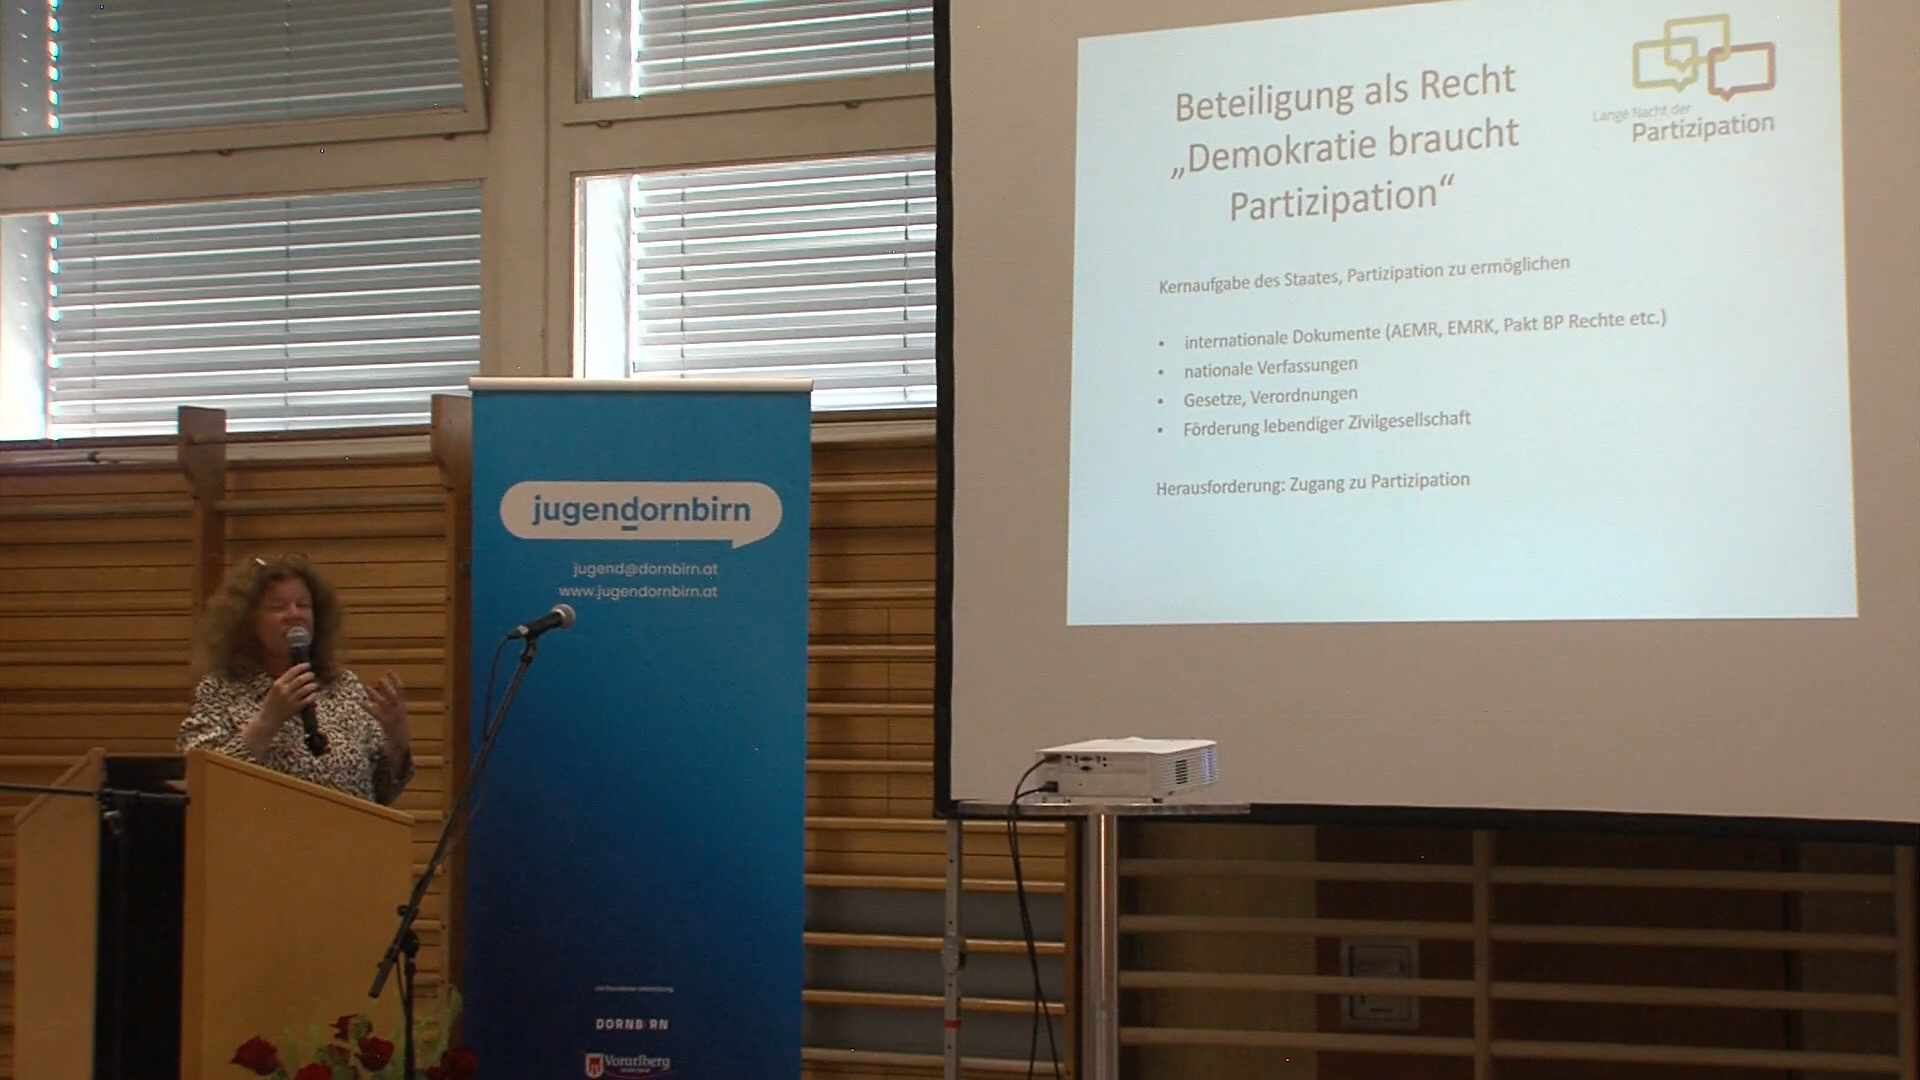 Beteiligung als Recht
„Demokratie braucht
Partizipation“
Lange Nacht der
Partizipation
Kernaufgabe des Staates, Partizipation zu ermöglichen
• internationale Dokumente (AEMR, EMRK, Pakt BP Rechte etc.)
• nationale Verfassungen
• Gesetze, Verordnungen
• Förderung lebendiger Zivilgesellschaft
Herausforderung: Zugang zu Partizipation
jugendornbirn
jugend@dornbirn.at
www.jugendornbirn.at
DORNBIRN
Vorarlberg